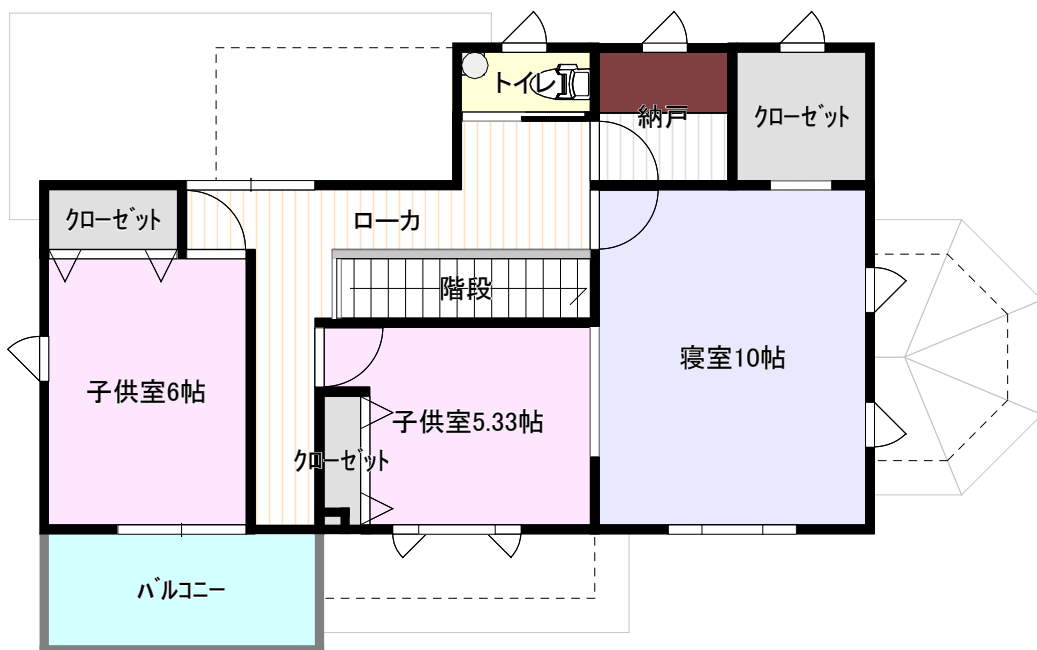 トイレ
納戸
クローゼット
クローゼット
ローカ
階段
寝室10帖
子供室6帖
子供室5.33帖
クローゼット
バルコニー